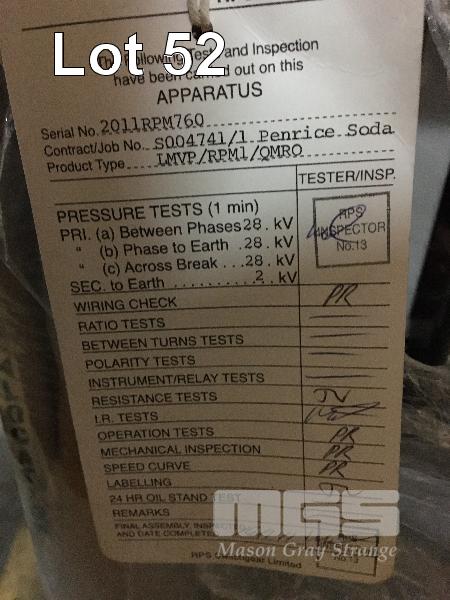 RPS
Lot 52
The following Tests and Inspection
have been carried out on this
APPARATUS
Serial No. 2011RPM760
Contract/Job No... S004741/1 Penrice Soda
Product Type LMVP/RPM1/QMRO
TESTER/INSP.
PRESSURE TESTS (1 min)
PRI. (a) Between Phases 28. kV
" (b) Phase to Earth . 28. kV
" (c) Across Break ... 28. kV
SEC. to Earth ............ 2. kV
RPS
INSPECTOR
No.13
WIRING CHECK PR
RATIO TESTS
BETWEEN TURNS TESTS
POLARITY TESTS
INSTRUMENT/RELAY TESTS
RESISTANCE TESTS
I.R. TESTS
OPERATION TESTS PR
MECHANICAL INSPECTION PR
SPEED CURVE PR
LABELLING
24 HR OIL STAND TEST
REMARKS
FINAL ASSEMBLY, INSPECTION
AND DATE COMPLETED
No.13
RPS Switchgear Limited
MGS
Mason Gray Strange